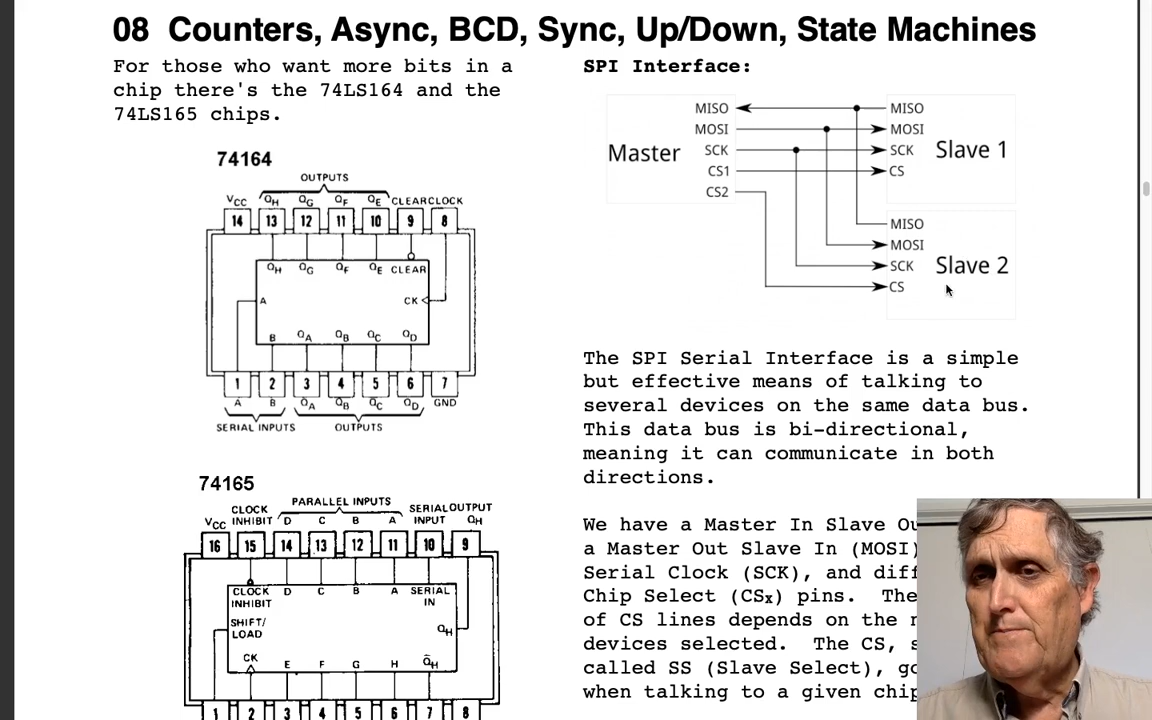 08 Counters, Async, BCD, Sync, Up/Down, State Machines
For those who want more bits in a
chip there's the 74LS164 and the
74LS165 chips.
74164
OUTPUTS
VCC QH QG QF QE CLEAR CLOCK
14 13 12 11 10 9 8
QH QG QF QE CLEAR
A CK
B QA QB QC QD
1 2 3 4 5 6 7
A B QA QB QC QD GND
SERIAL INPUTS OUTPUTS
74165
PARALLEL INPUTS
CLOCK SERIAL OUTPUT
VCC INHIBIT D C B A INPUT QH
16 15 14 13 12 11 10 9
CLOCK D C B A SERIAL
INHIBIT IN
SHIFT/
LOAD QH
CK E F G H Q̄H
1 2 3 4 5 6 7 8
SPI Interface:
Master
MISO
MOSI
SCK
CS1
CS2
MISO
MOSI
SCK
CS
Slave 1
MISO
MOSI
SCK
CS
Slave 2
The SPI Serial Interface is a simple
but effective means of talking to
several devices on the same data bus.
This data bus is bi-directional,
meaning it can communicate in both
directions.
We have a Master In Slave
a Master Out Slave In (MOSI)
Serial Clock (SCK), and
Chip Select (CSx) pins. The
of CS lines depends on the
devices selected. The CS,
called SS (Slave Select),
when talking to a given chip